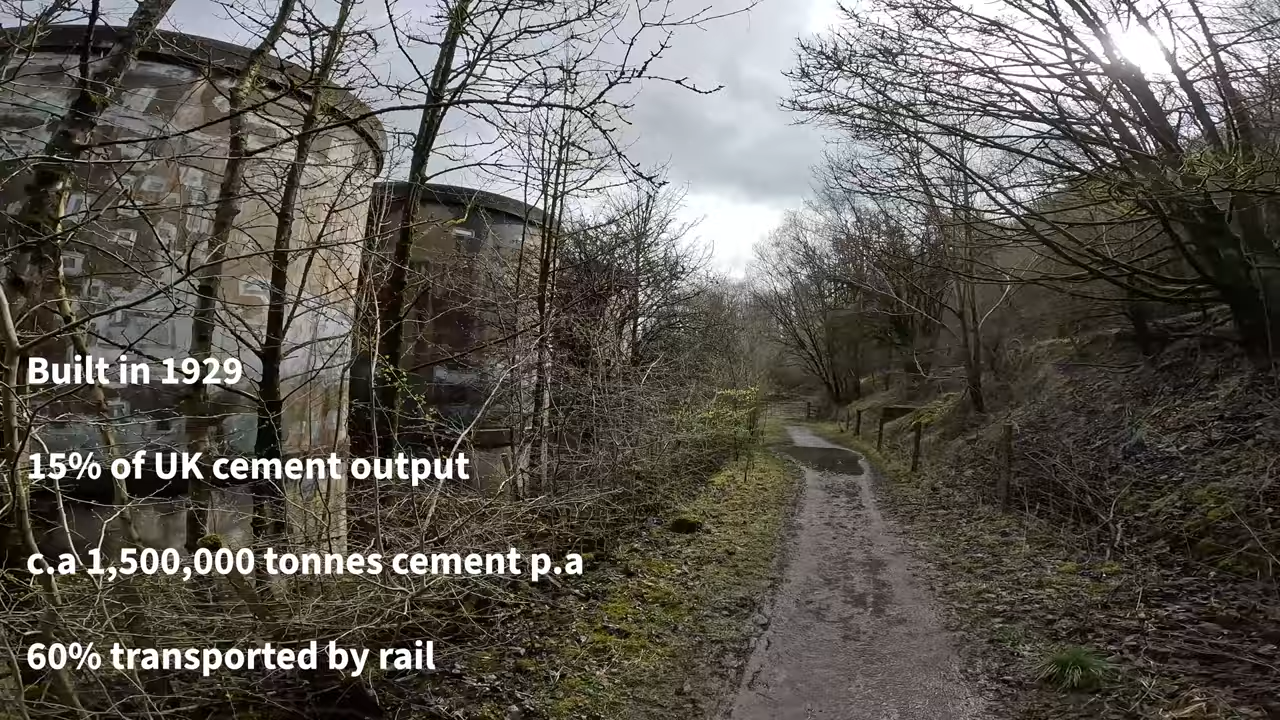 Built in 1929
15% of UK cement output
c.a 1,500,000 tonnes cement p.a
60% transported by rail